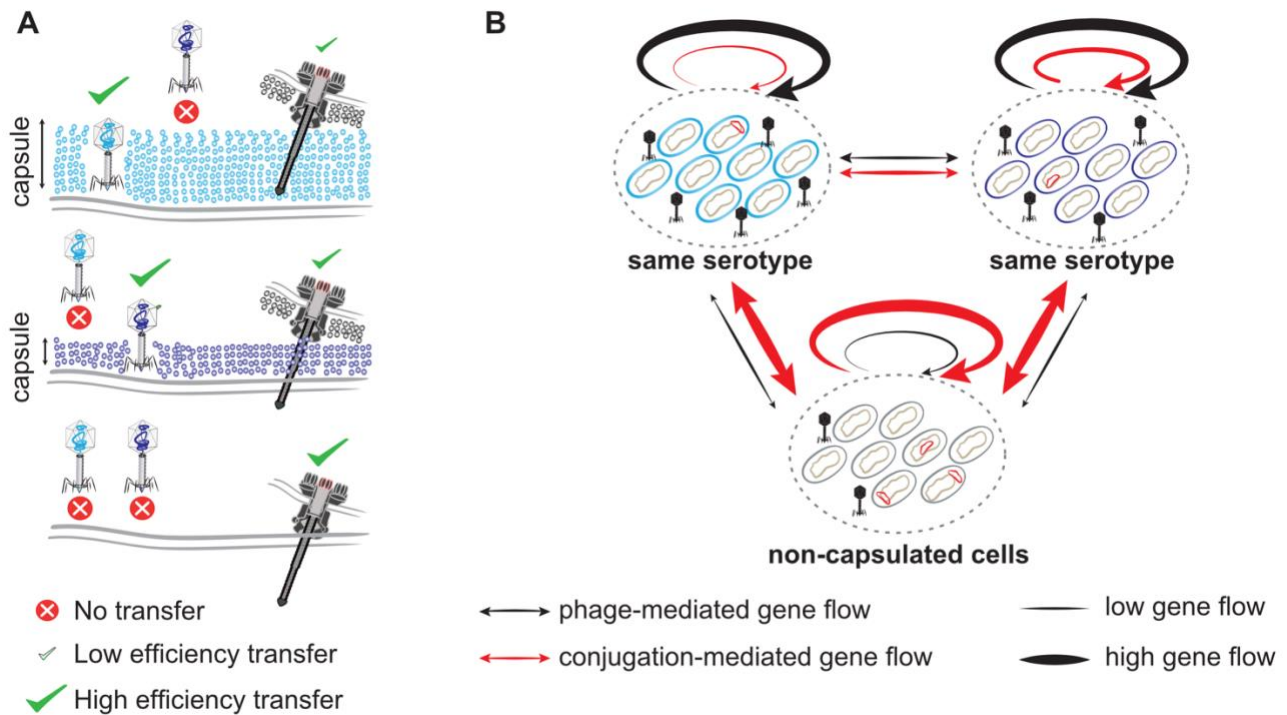 A
capsule
capsule
No transfer
Low efficiency transfer
High efficiency transfer
B
same serotype
same serotype
non-capsulated cells
phage-mediated gene flow
low gene flow
conjugation-mediated gene flow
high gene flow